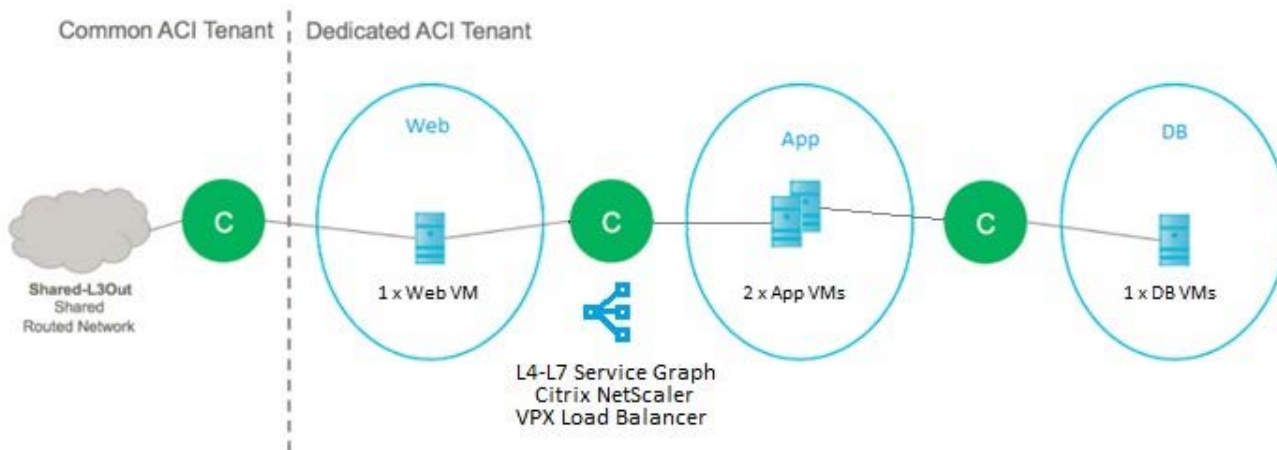 Common ACI Tenant
Dedicated ACI Tenant
Web
App
DB
C
C
C
Shared-L3Out
Shared
Routed Network
1 x Web VM
2 x App VMs
1 x DB VMs
L4-L7 Service Graph
Citrix NetScaler
VPX Load Balancer